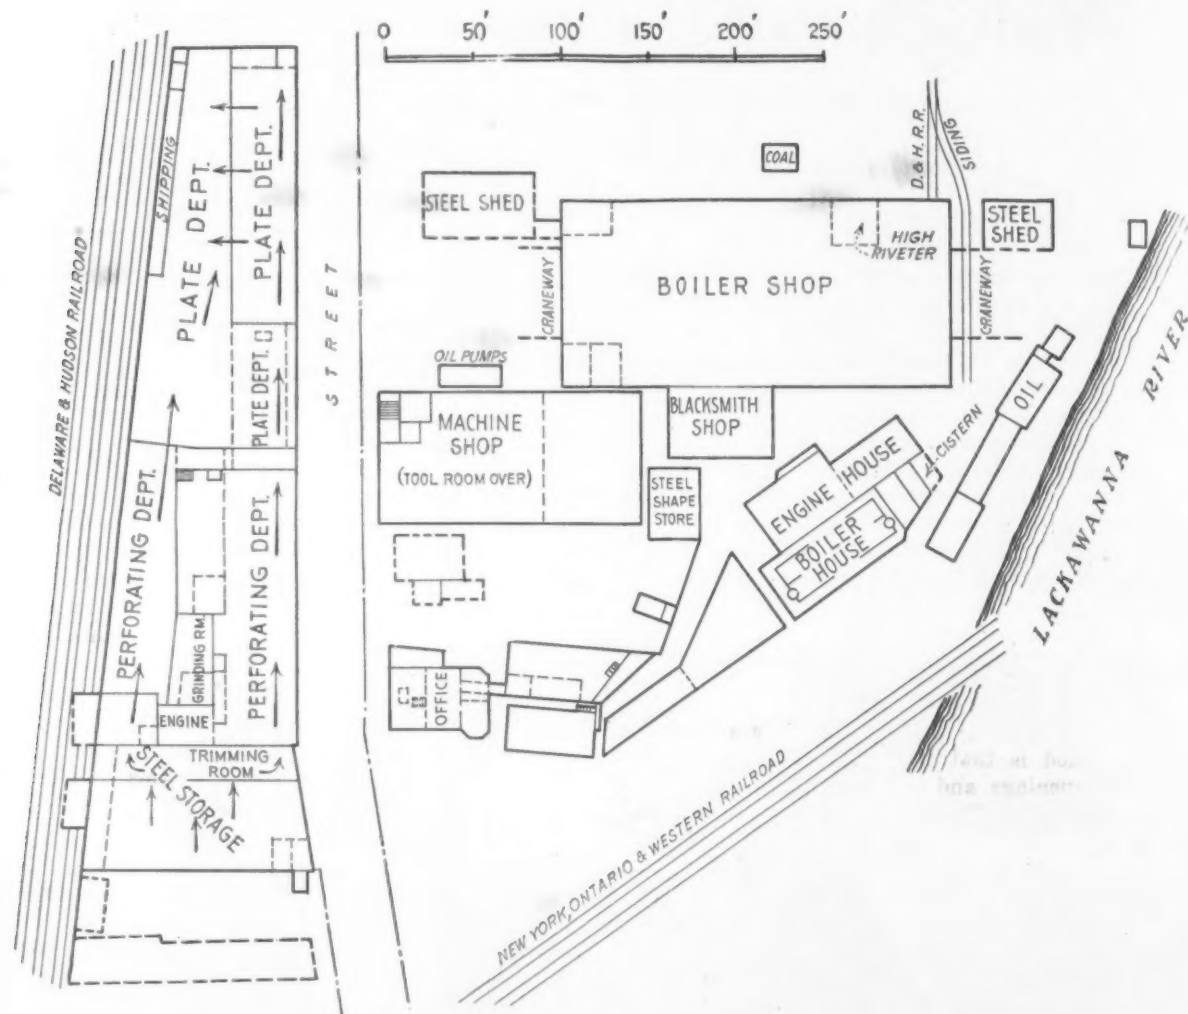 0 50' 100' 150' 200' 250'
DELAWARE & HUDSON RAILROAD
SHIPPING
PLATE DEPT.
PLATE DEPT.
PLATE DEPT.
STREET
PERFORATING DEPT.
PERFORATING DEPT.
GRINDING RM.
ENGINE
TRIMMING
ROOM
STEEL STORAGE
COAL
D. & H. R. R.
SIDING
STEEL SHED
STEEL
SHED
HIGH
RIVETER
CRANEWAY
BOILER SHOP
CRANEWAY
OIL PUMPS
MACHINE
SHOP
(TOOL ROOM OVER)
BLACKSMITH
SHOP
STEEL
SHAPE
STORE
ENGINE HOUSE
BOILER
HOUSE
CISTERN
OIL
LACKAWANNA RIVER
OFFICE
NEW YORK, ONTARIO & WESTERN RAILROAD